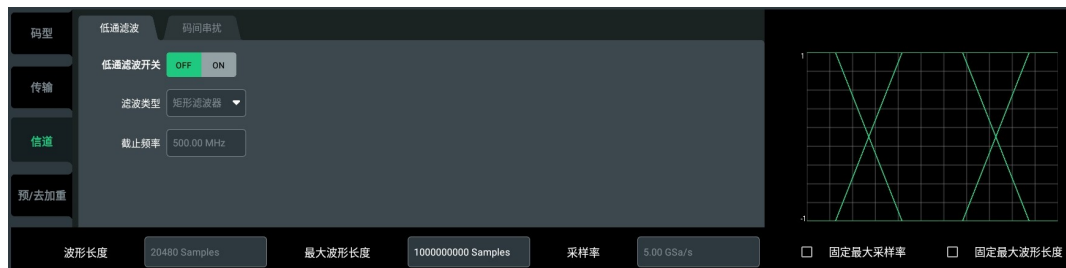 码型
传输
信道
预/去加重
低通滤波 码间串扰
低通滤波开关 OFF ON
滤波类型 矩形滤波器
截止频率 500.00 MHz
1
-1
波形长度 20480 Samples 最大波形长度 1000000000 Samples 采样率 5.00 GSa/s 固定最大采样率 固定最大波形长度